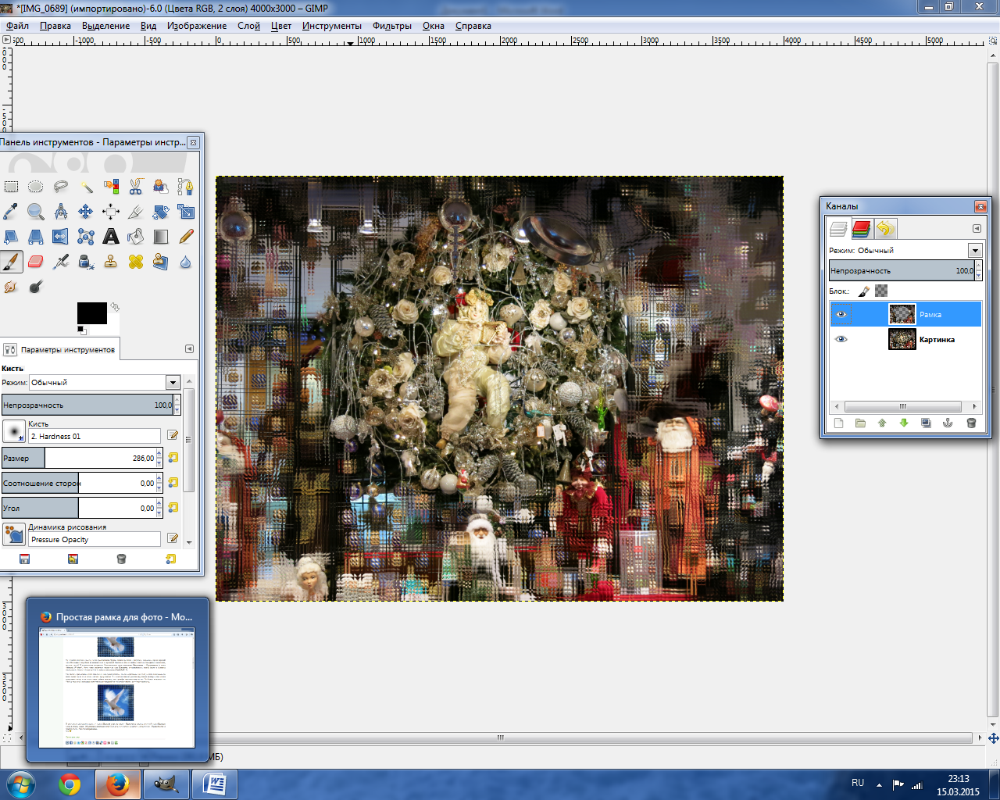 *[IMG_0689] (импортировано)-6.0 (Цвета RGB, 2 слоя) 4000x3000 – GIMP
Файл Правка Выделение Вид Изображение Слой Цвет Инструменты Фильтры Окна Справка
-1000 -500 0 500 1000 1500 2000 2500 3000 3500 4000 4500 5000
Панель инструментов - Параметры инстр...
Параметры инструментов
Кисть
Режим: Обычный
Непрозрачность 100,0
Кисть
2. Hardness 01
Размер 286,00
Соотношение сторон 0,00
Угол 0,00
Динамика рисования
Pressure Opacity
Каналы
Режим: Обычный
Непрозрачность 100,0
Блок.:
Рамка
Картинка
Простая рамка для фото - Mo...
МБ)
RU
23:13
15.03.2015